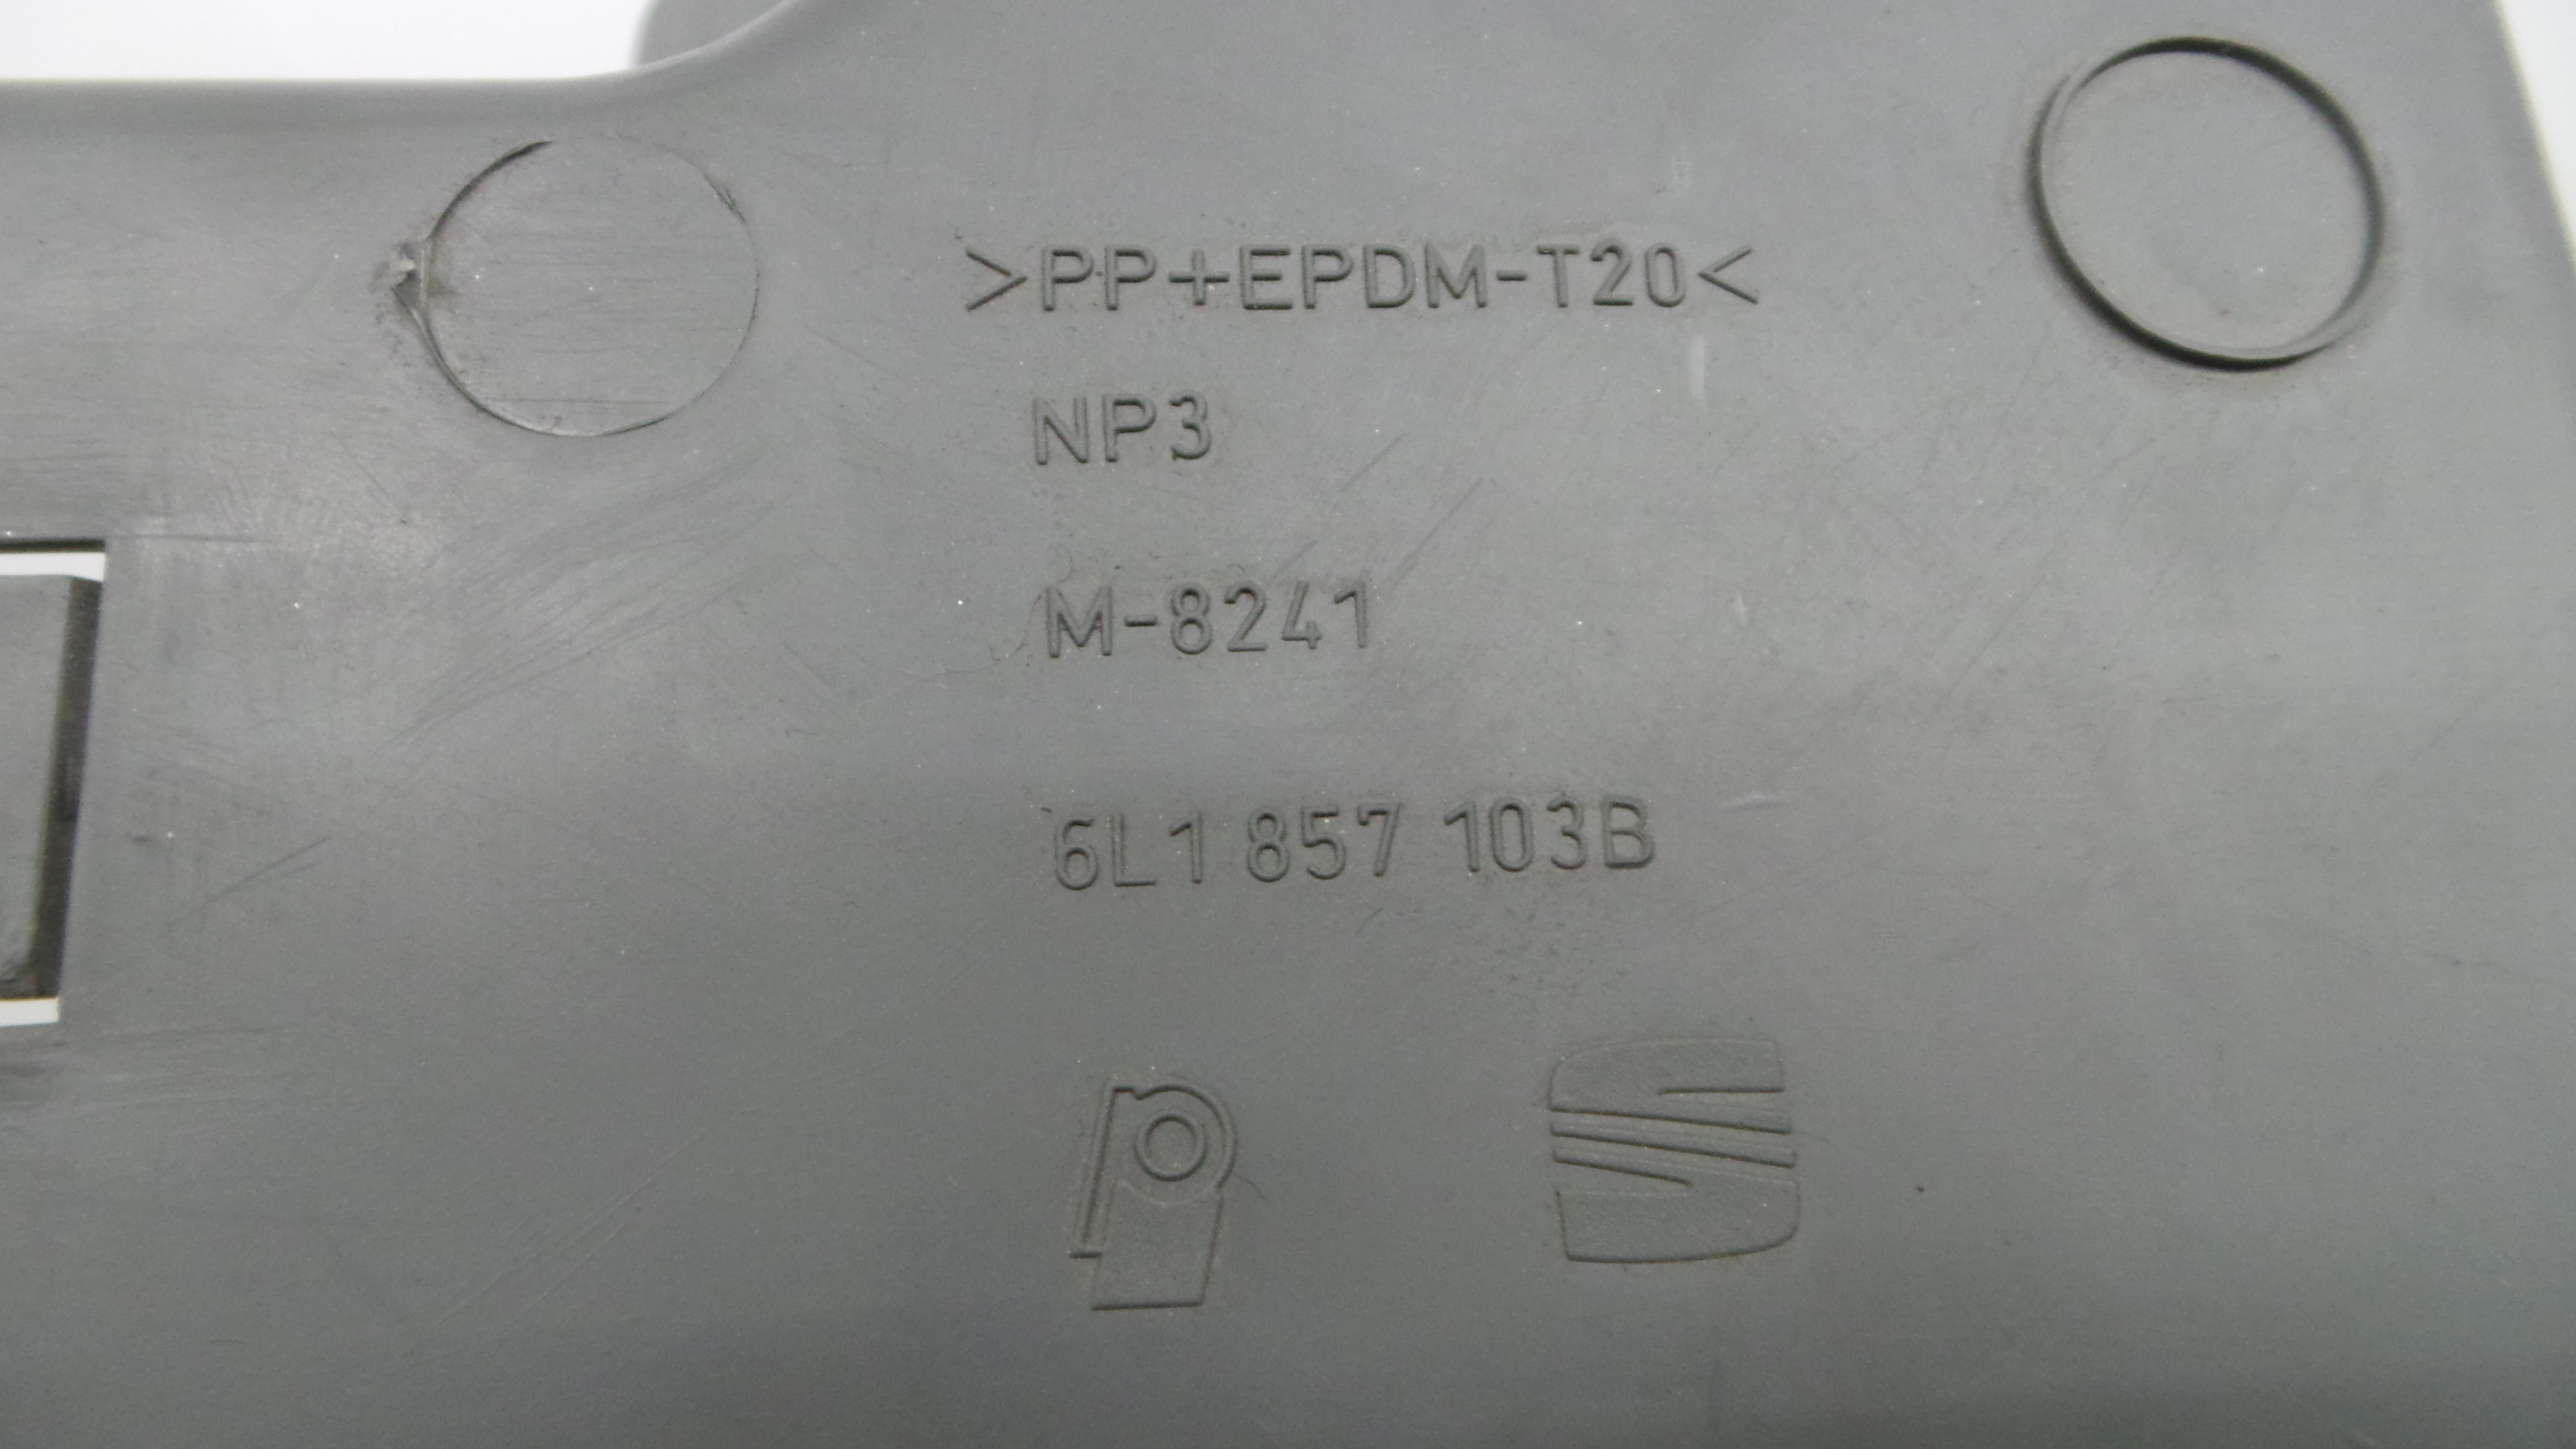 >PP+EPDM-T20<
NP3
M-8241
6L1 857 103B